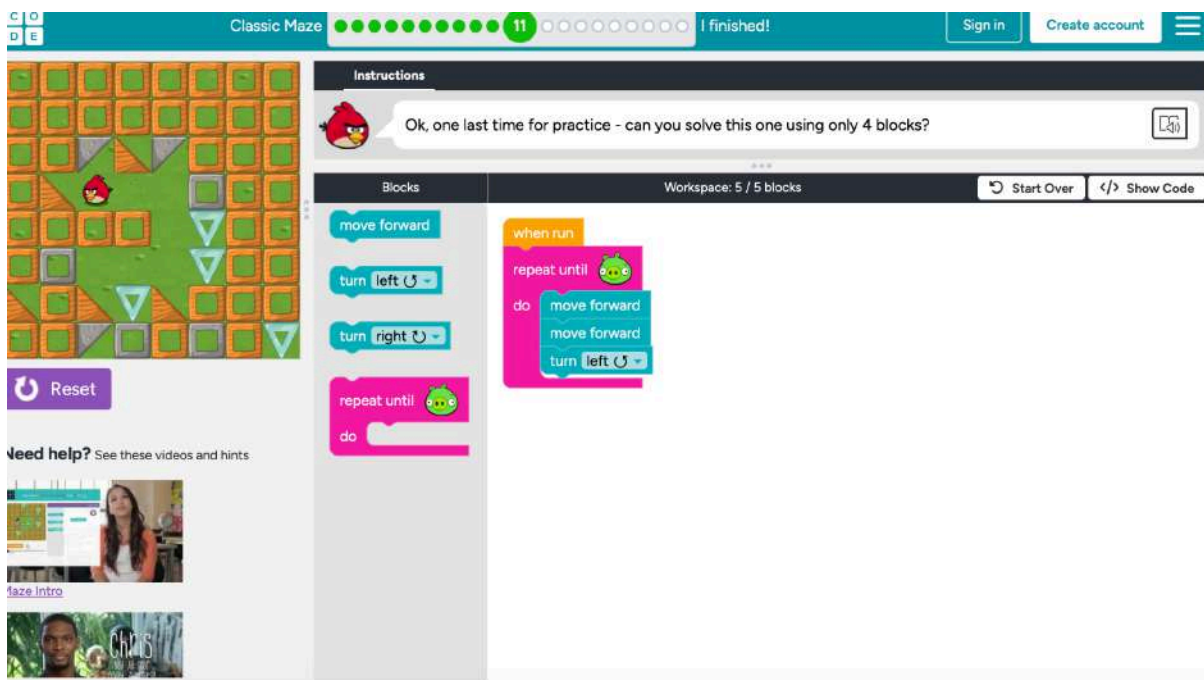 C O
D E
Classic Maze
11
I finished!
Sign in
Create account
Instructions
Ok, one last time for practice - can you solve this one using only 4 blocks?
Blocks
Workspace: 5 / 5 blocks
Start Over
</> Show Code
move forward
turn left ↺
turn right ↻
repeat until
do
when run
repeat until
do
move forward
move forward
turn left ↺
Reset
Need help? See these videos and hints
Maze Intro
Chris